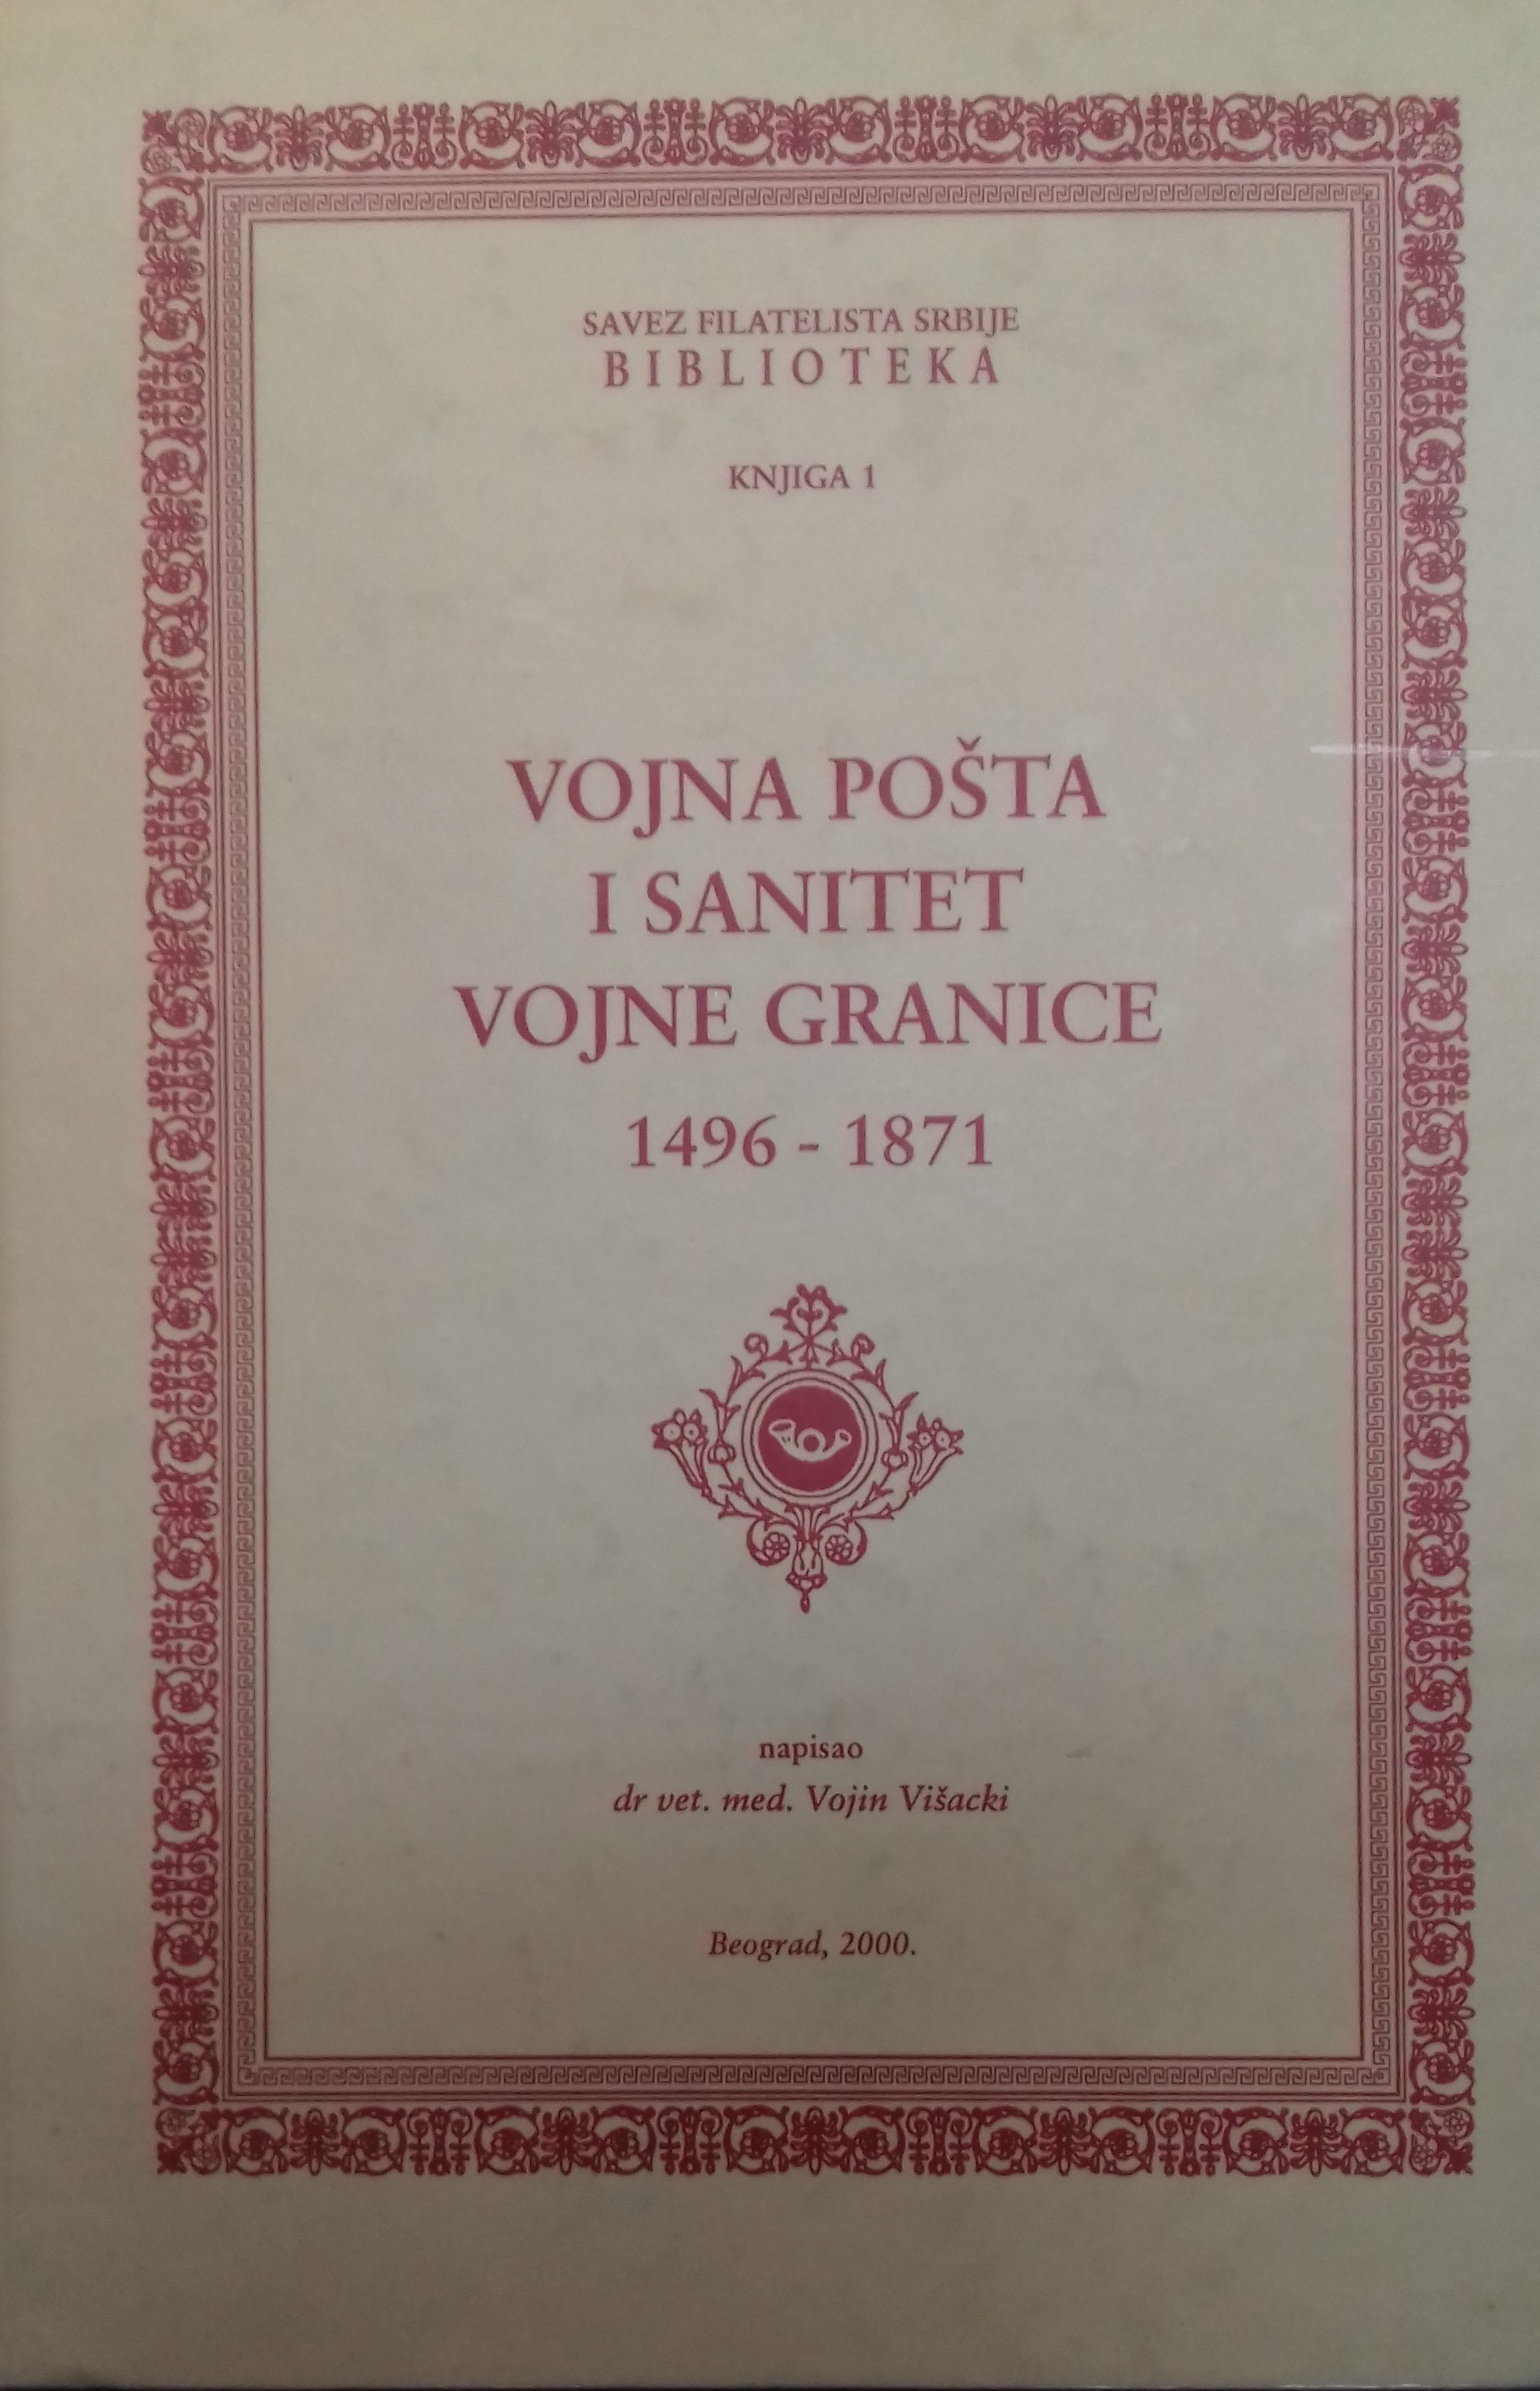 SAVEZ FILATELISTA SRBIJE
BIBLIOTEKA
KNJIGA 1
VOJNA POŠTA
I SANITET
VOJNE GRANICE
1496 - 1871
napisao
dr vet. med. Vojin Višacki
Beograd, 2000.